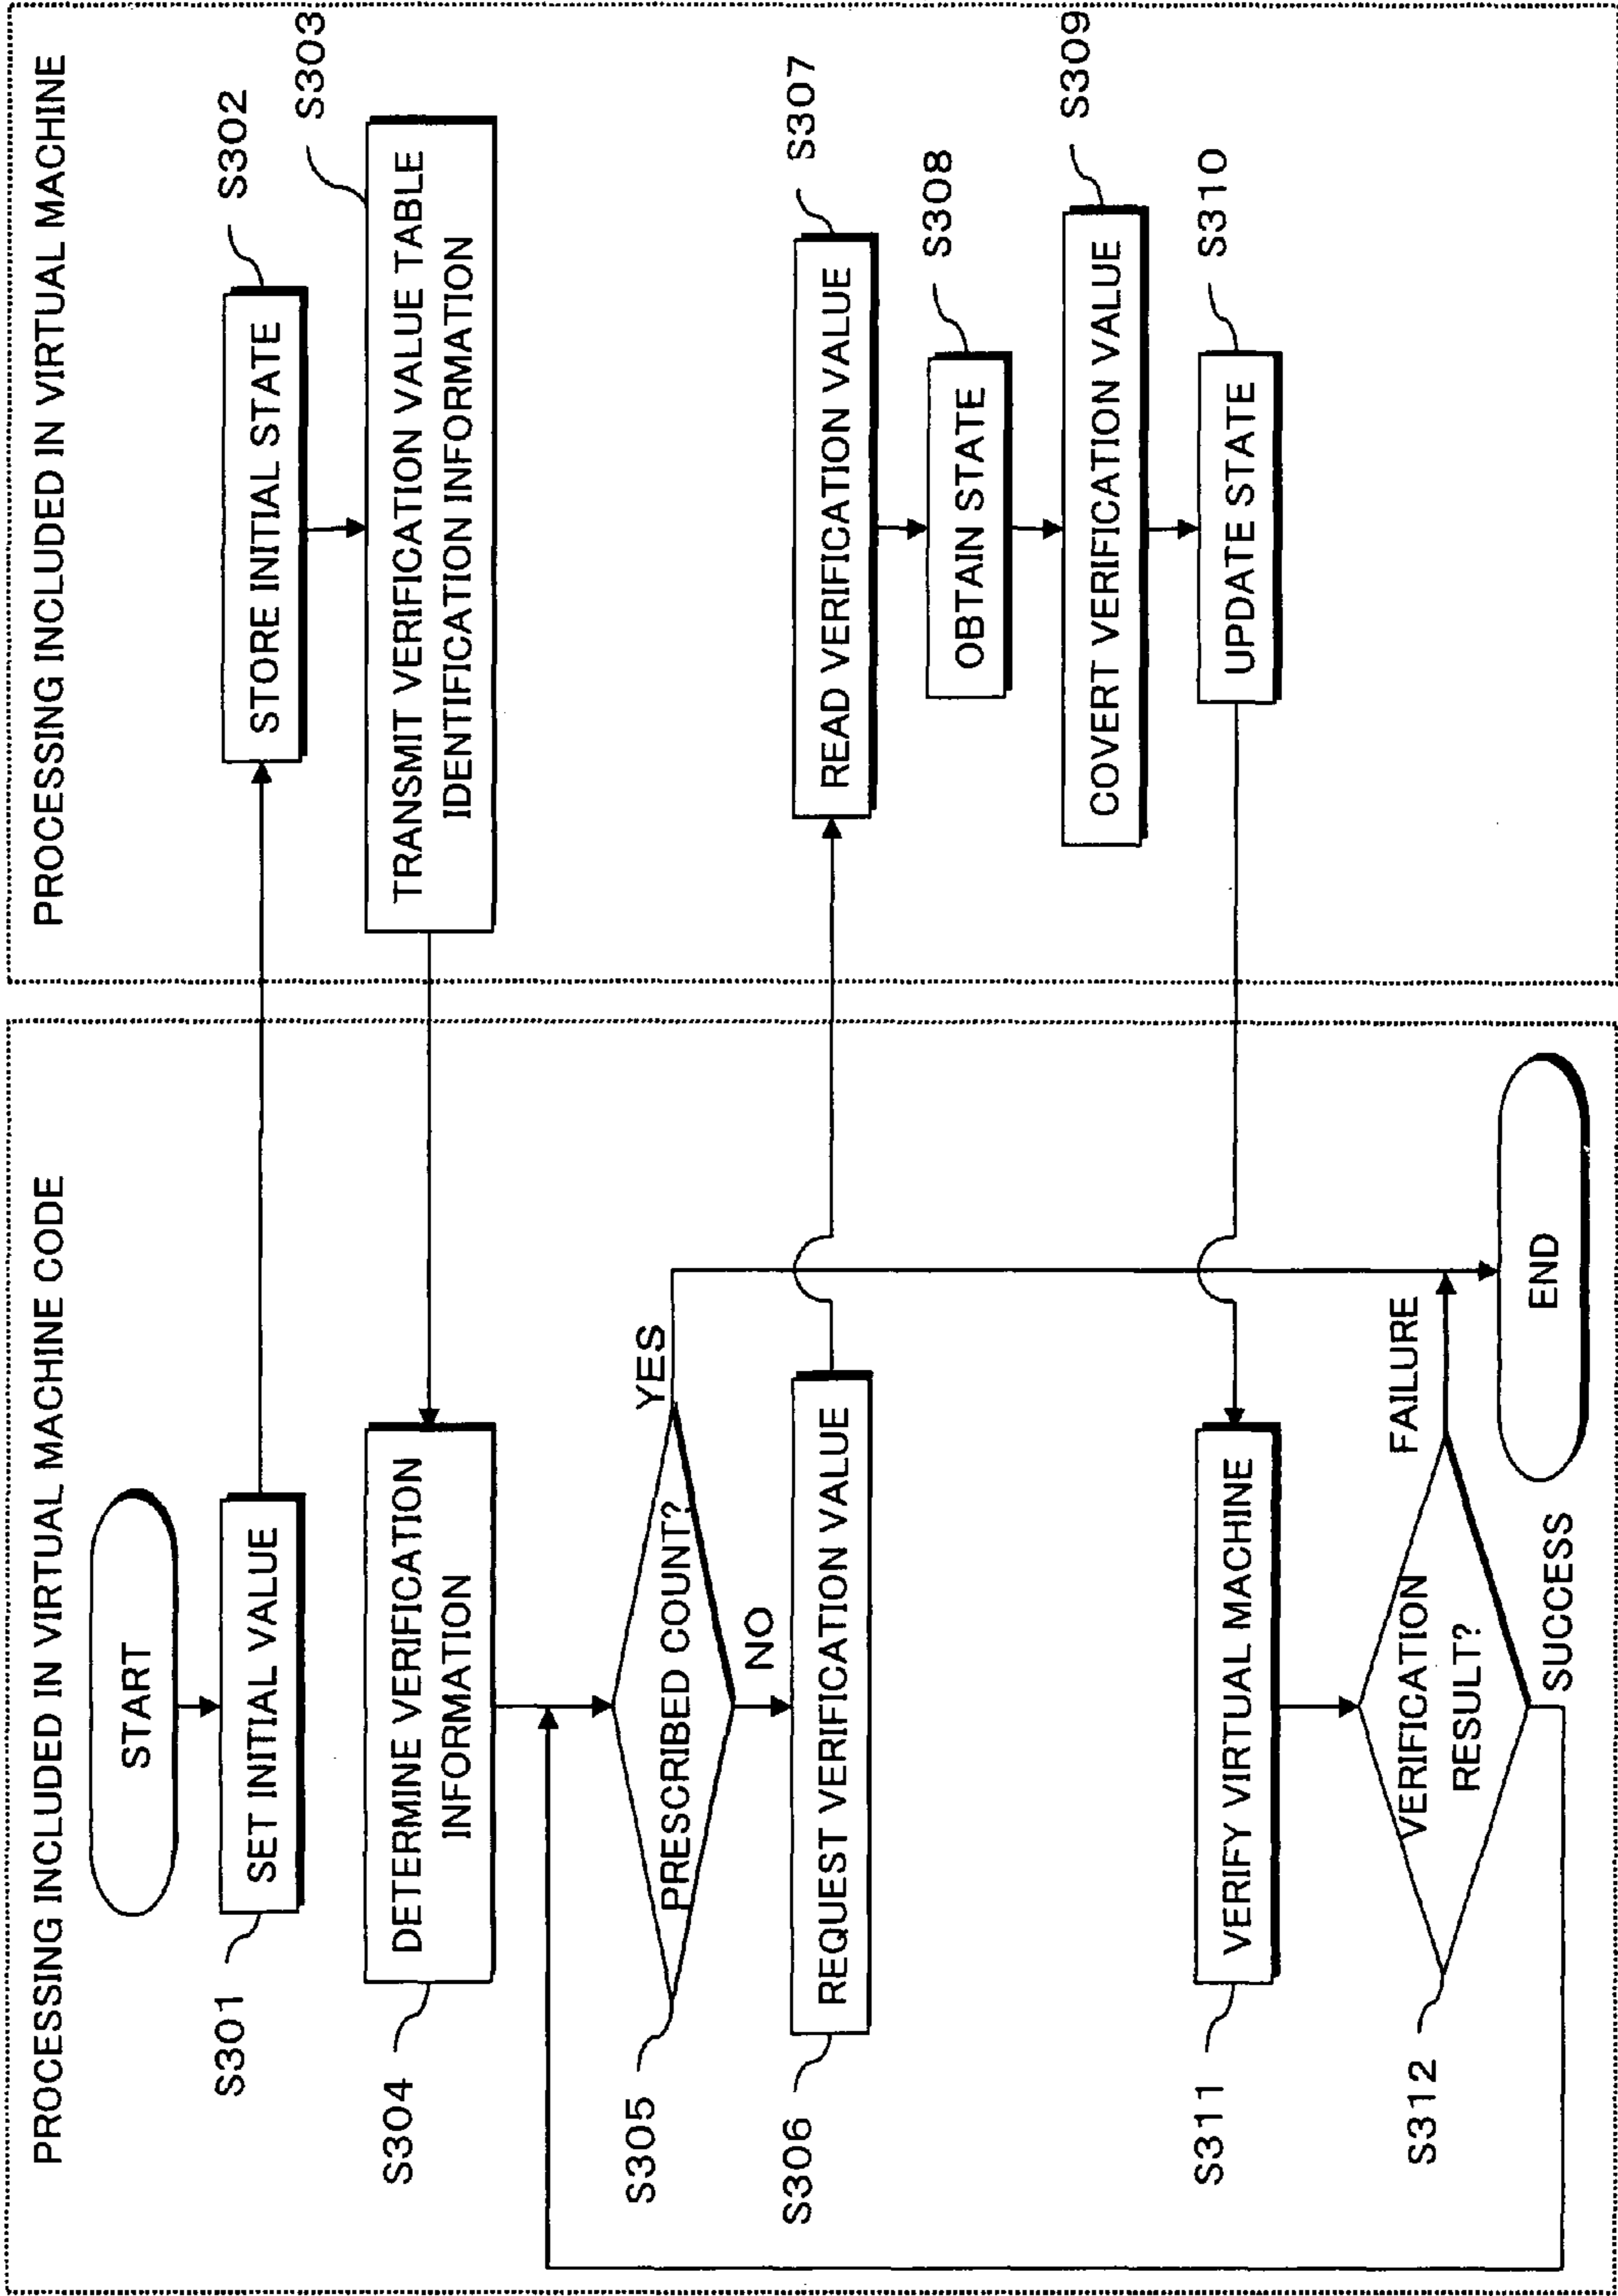 PROCESSING INCLUDED IN VIRTUAL MACHINE CODE
START
S301
SET INITIAL VALUE
S304
DETERMINE VERIFICATION
INFORMATION
S305
PRESCRIBED COUNT?
YES
NO
S306
REQUEST VERIFICATION VALUE
S311
VERIFY VIRTUAL MACHINE
S312
VERIFICATION
RESULT?
FAILURE
SUCCESS
END
PROCESSING INCLUDED IN VIRTUAL MACHINE
S302
STORE INITIAL STATE
S303
TRANSMIT VERIFICATION VALUE TABLE
IDENTIFICATION INFORMATION
S307
READ VERIFICATION VALUE
S308
OBTAIN STATE
S309
COVERT VERIFICATION VALUE
S310
UPDATE STATE